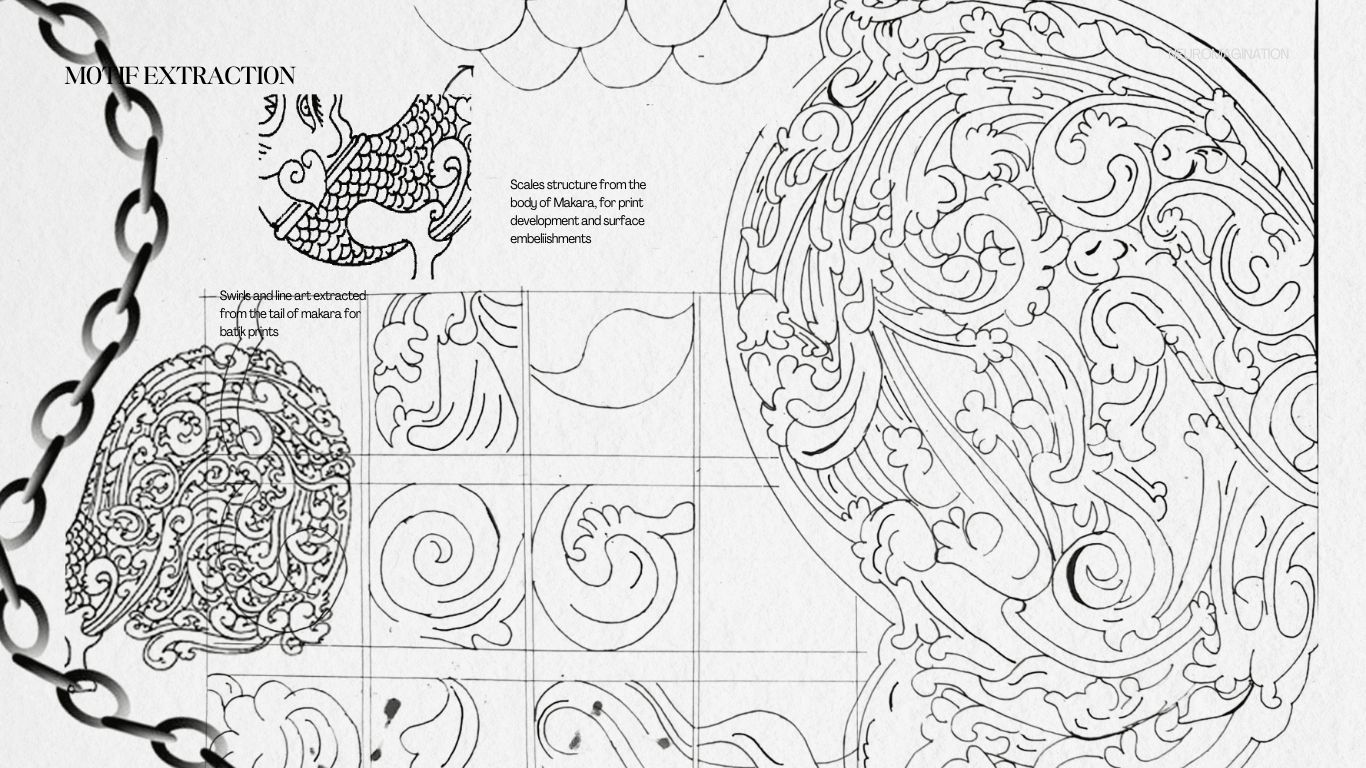 NEUROMAGINATION
MOTIF EXTRACTION
Scales structure from the
body of Makara, for print
development and surface
embeliishments
Swirls and line art extracted
from the tail of makara for
batik prints